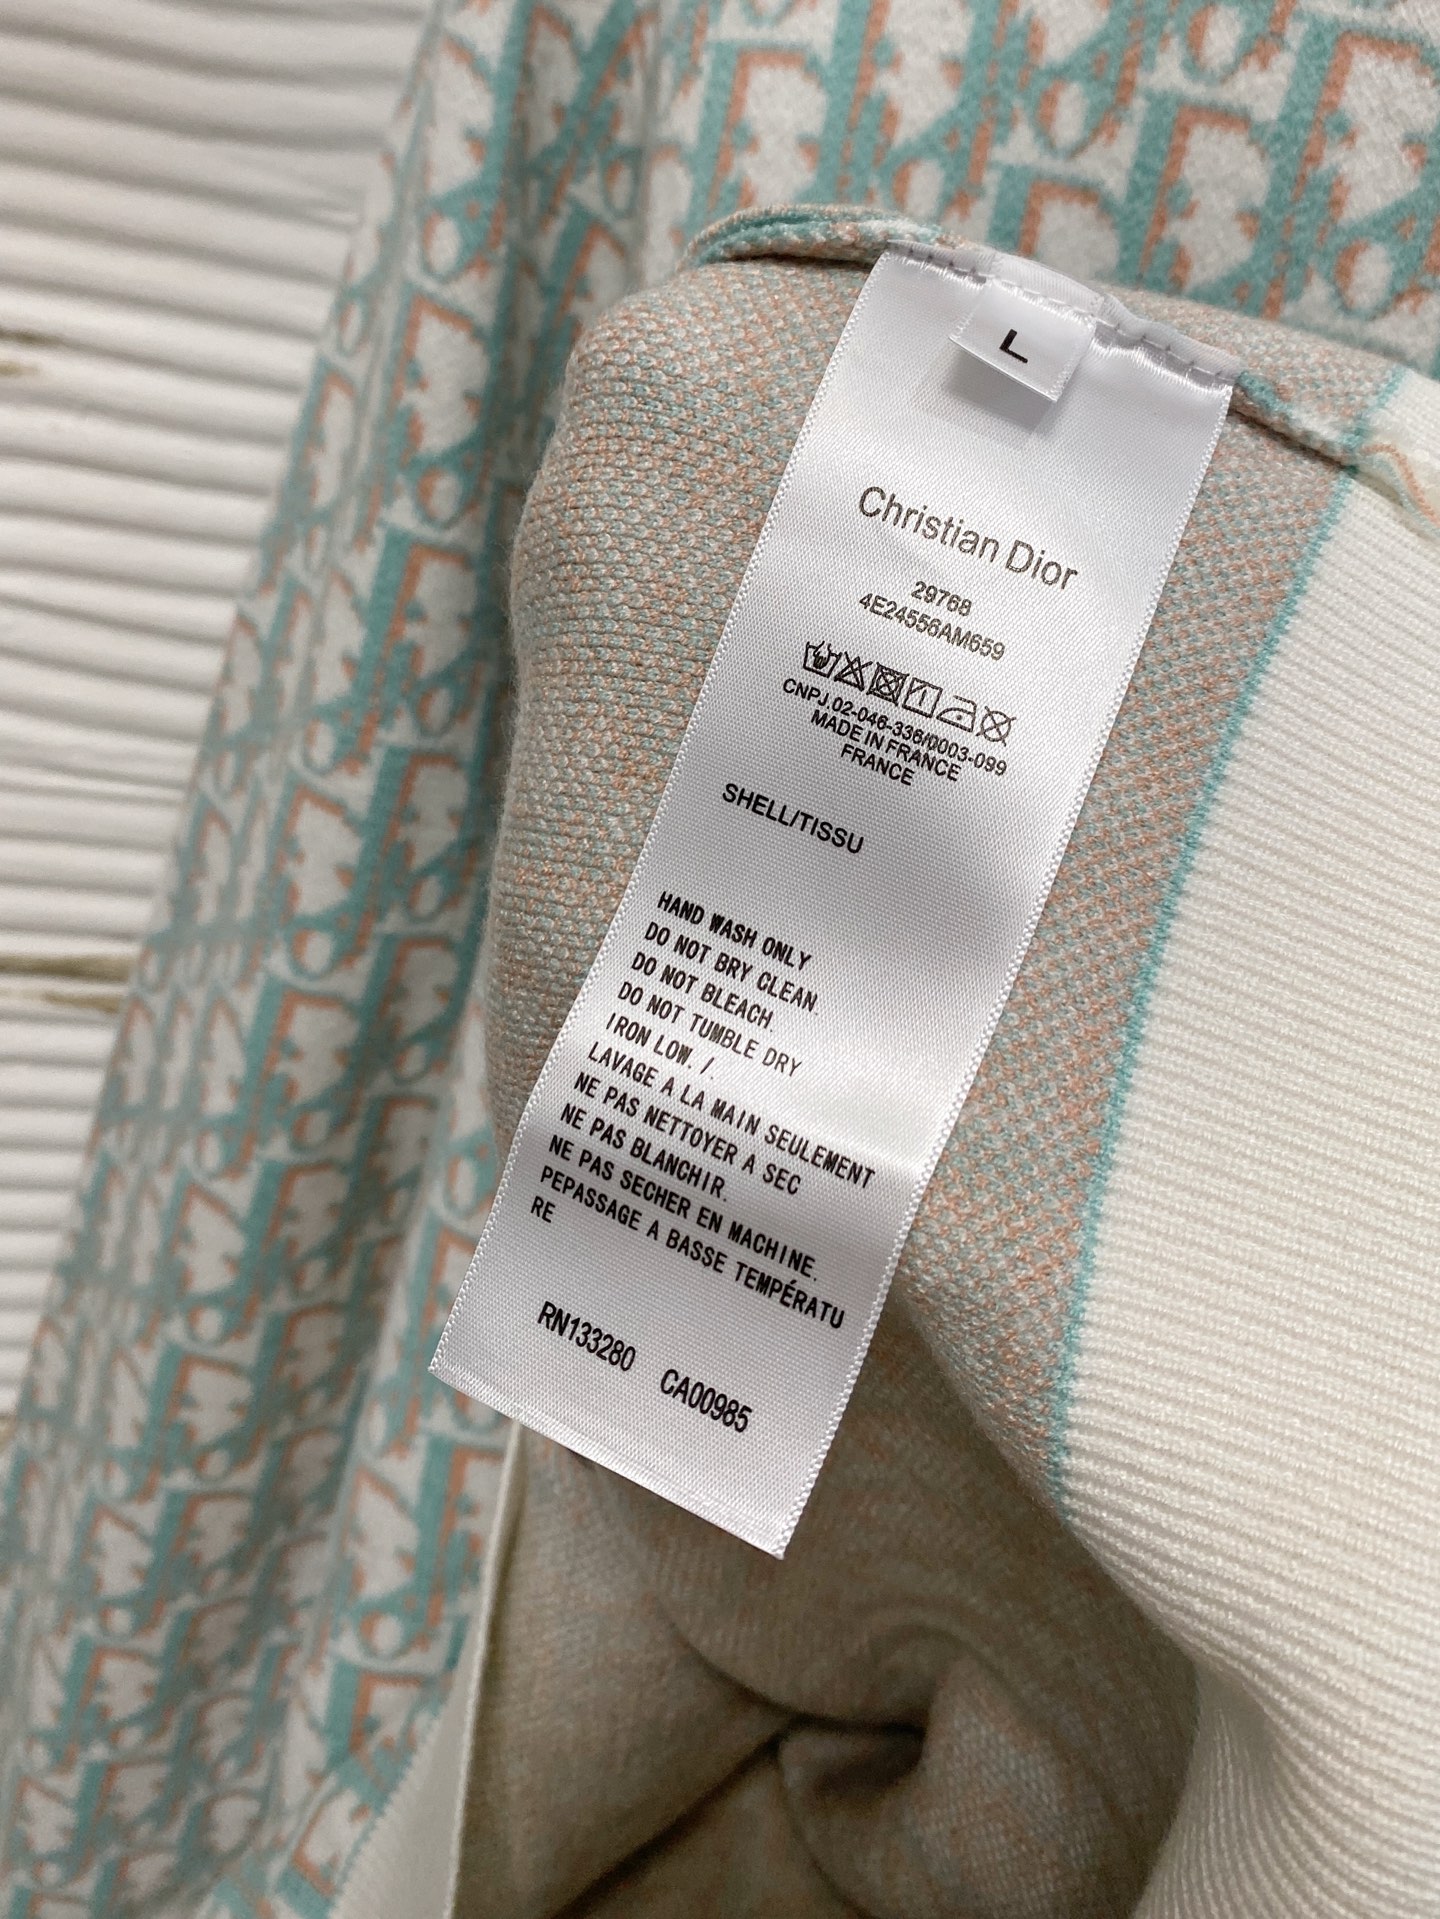 L
Christian Dior
29768
4E24556AM659
CNPJ.02-046-336/0003-099
MADE IN FRANCE
FRANCE
SHELL/TISSU
HAND WASH ONLY
DO NOT BRY CLEAN.
DO NOT BLEACH.
DO NOT TUMBLE DRY
IRON LOW. /.
LAVAGE A LA MAIN SEULEMENT
NE PAS NETTOYER A SEC
NE PAS BLANCHIR.
NE PAS SECHER EN MACHINE.
PEPASSAGE A BASSE TEMPÉRATU
RE
RN133280 CA00985